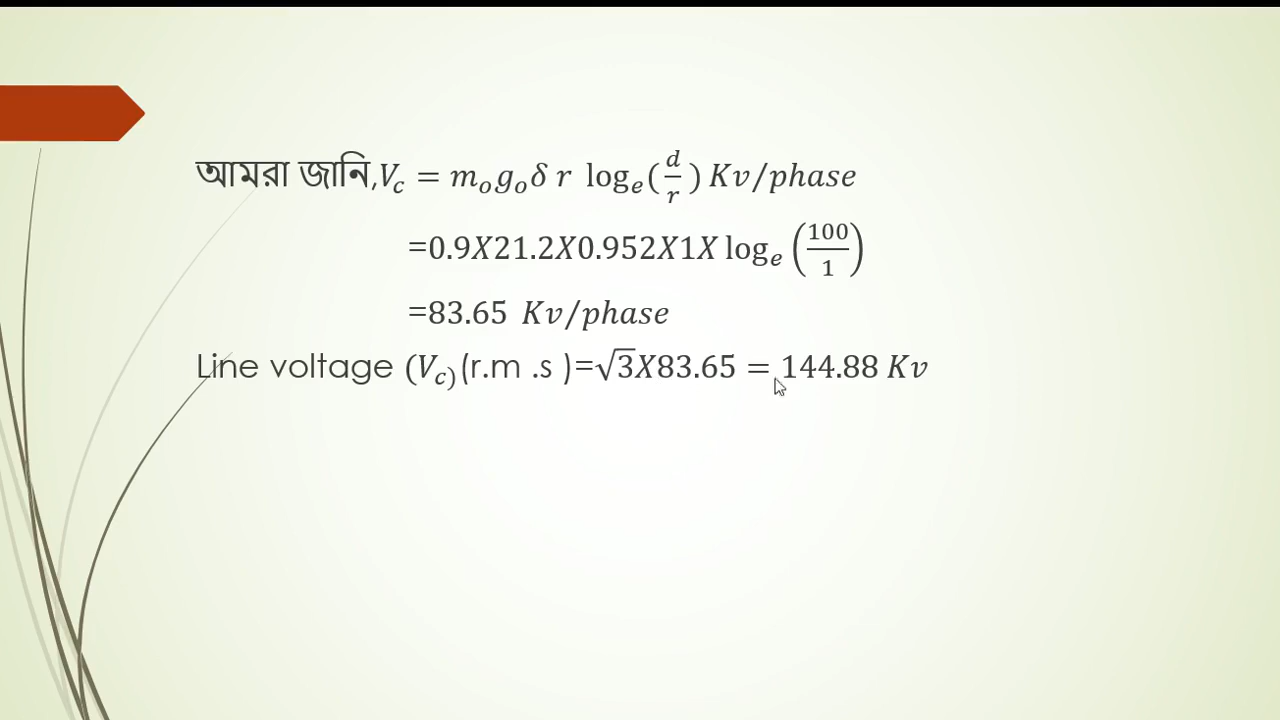 আমরা জানি,V_c = m_o g_o δ r log_e(d/r) Kv/phase
=0.9X21.2X0.952X1X log_e (100/1)
=83.65 Kv/phase
Line voltage (V_c)(r.m .s )=√3X83.65 = 144.88 Kv